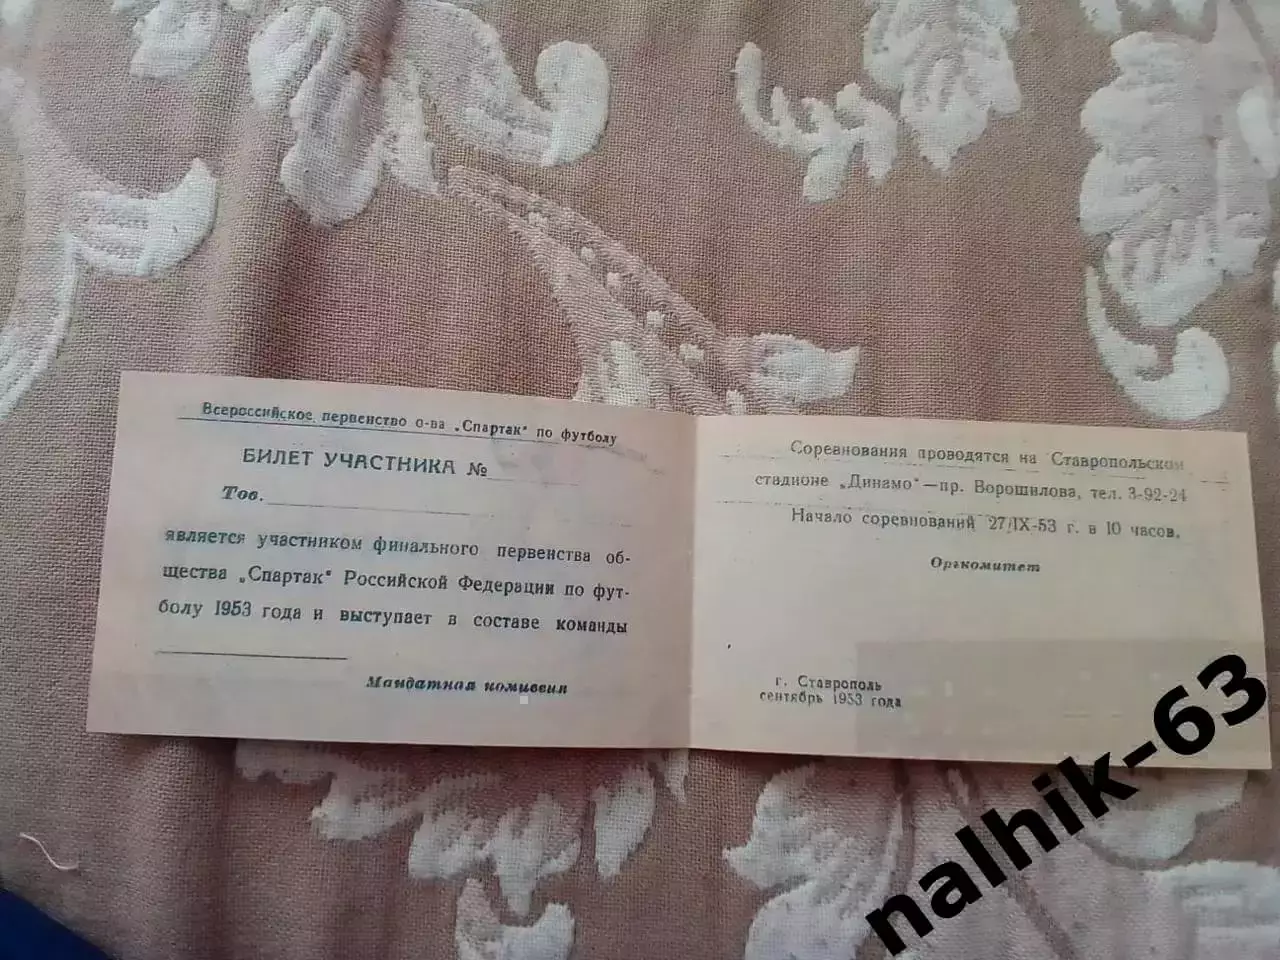 Всероссийское первенство о-ва „Спартак" по футболу
БИЛЕТ УЧАСТНИКА №
Тов.
является участником финального первенства об-
щества „Спартак" Российской Федерации по фут-
болу 1953 года и выступает в составе команды
Мандатная комиссия
Соревнования проводятся на Ставропольском
стадионе „Динамо"—пр. Ворошилова, тел. 3-92-24
Начало соревнований 27/IX-53 г. в 10 часов.
Оргкомитет
г. Ставрополь
сентябрь 1953 года
nalhik-63